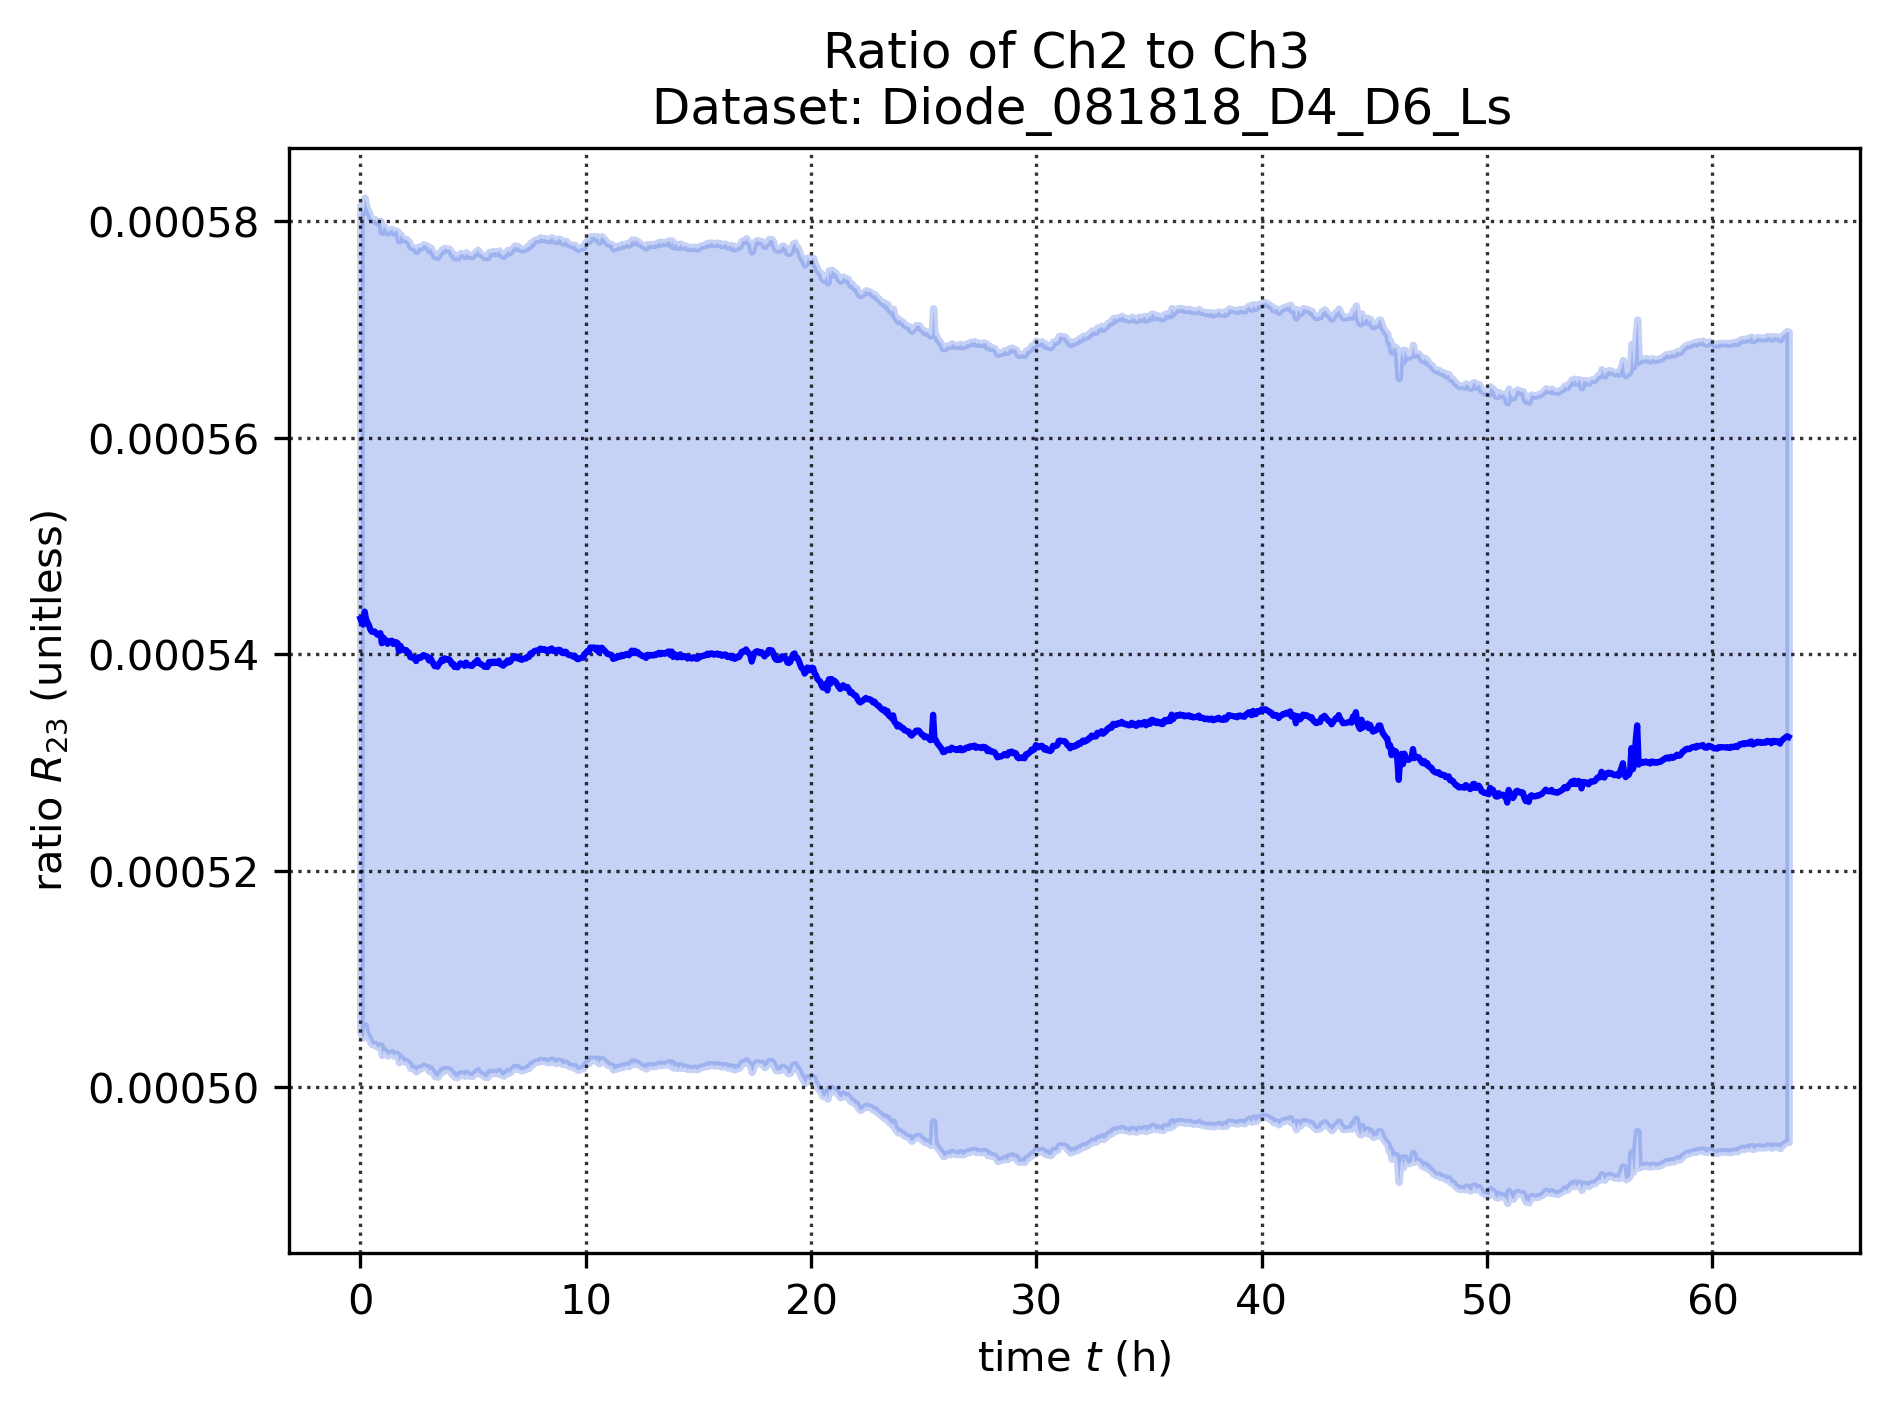 Ratio of Ch2 to Ch3
Dataset: Diode_081818_D4_D6_Ls
ratio R₂₃ (unitless)
0.00058
0.00056
0.00054
0.00052
0.00050
0 10 20 30 40 50 60
time t (h)